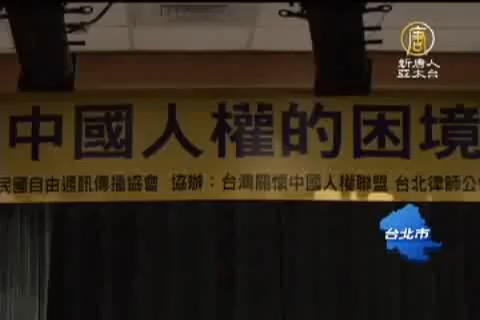 新唐人
亞太台
中國人權的困境
民國自由通訊傳播協會 協辦：台灣關懷中國人權聯盟 台北律師公
台北市